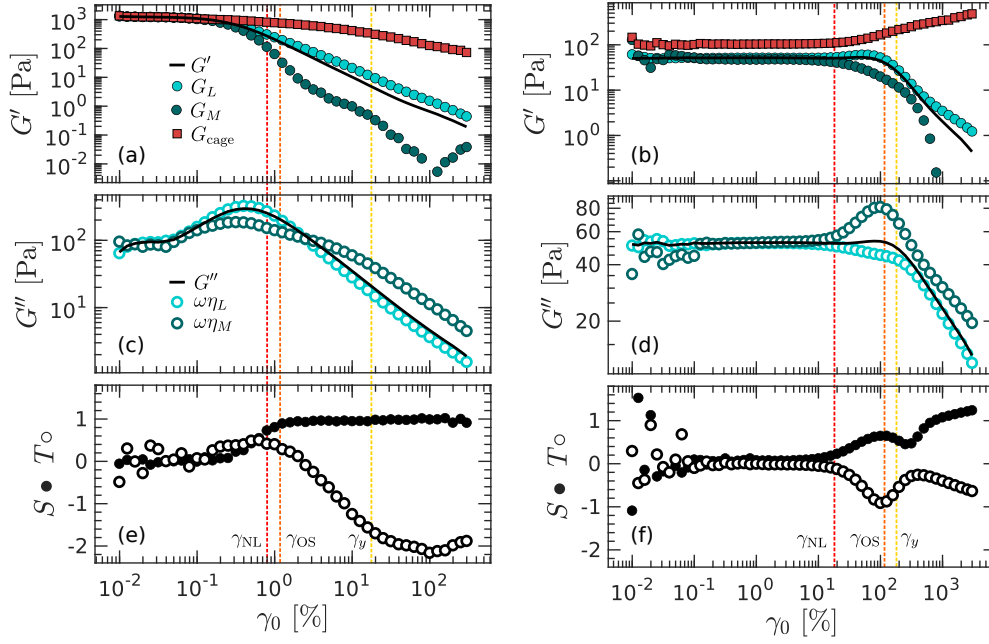 10³
10²
10¹
10⁰
10⁻¹
10⁻²
G′ [Pa]
G′
G_L
G_M
G_cage
(a)
10²
10¹
10⁰
G′ [Pa]
(b)
10²
10¹
G″ [Pa]
G″
ωη_L
ωη_M
(c)
80
60
40
20
G″ [Pa]
(d)
1
0
-1
-2
S ● T ○
(e)
γ_NL
γ_OS
γ_y
10⁻² 10⁻¹ 10⁰ 10¹ 10²
γ₀ [%]
1
0
-1
-2
S ● T ○
(f)
γ_NL
γ_OS
γ_y
10⁻² 10⁻¹ 10⁰ 10¹ 10² 10³
γ₀ [%]